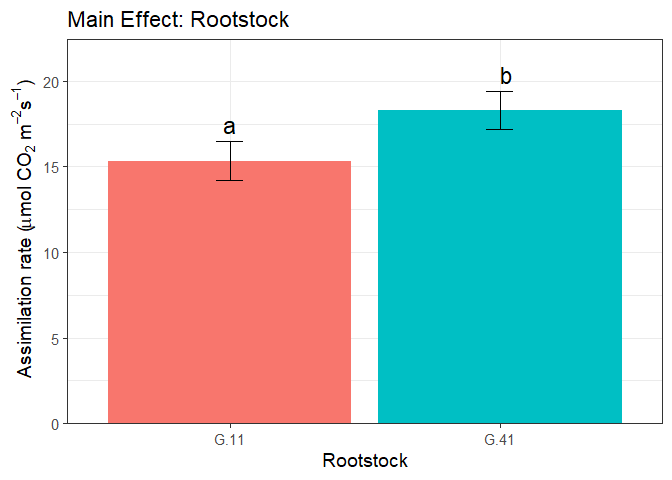 Main Effect: Rootstock
Assimilation rate (μmol CO₂ m⁻²s⁻¹)
20
15
10
5
0
a
b
G.11
G.41
Rootstock